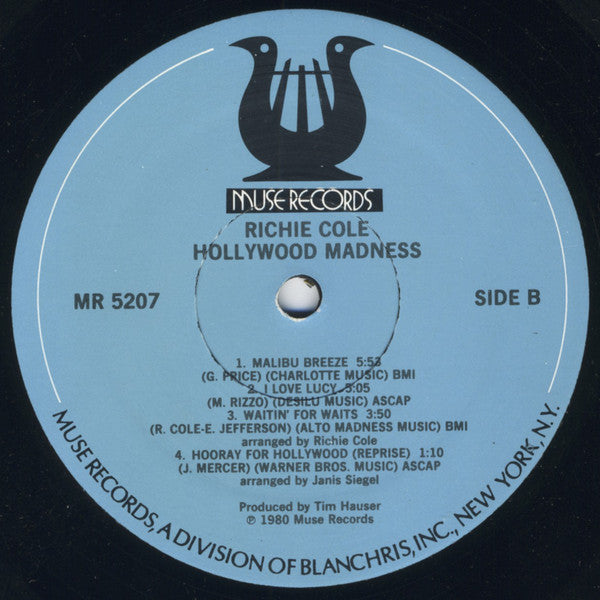 MUSE RECORDS
RICHIE COLE
HOLLYWOOD MADNESS
MR 5207
SIDE B
1. MALIBU BREEZE 5:53
(G. PRICE) (CHARLOTTE MUSIC) BMI
2. I LOVE LUCY 5:05
(M. RIZZO) (DESILU MUSIC) ASCAP
3. WAITIN' FOR WAITS 3:50
(R. COLE-E. JEFFERSON) (ALTO MADNESS MUSIC) BMI
arranged by Richie Cole
4. HOORAY FOR HOLLYWOOD (REPRISE) 1:10
(J. MERCER) (WARNER BROS. MUSIC) ASCAP
arranged by Janis Siegel
Produced by Tim Hauser
℗ 1980 Muse Records
MUSE RECORDS, A DIVISION OF BLANCHRIS, INC., NEW YORK, N.Y.